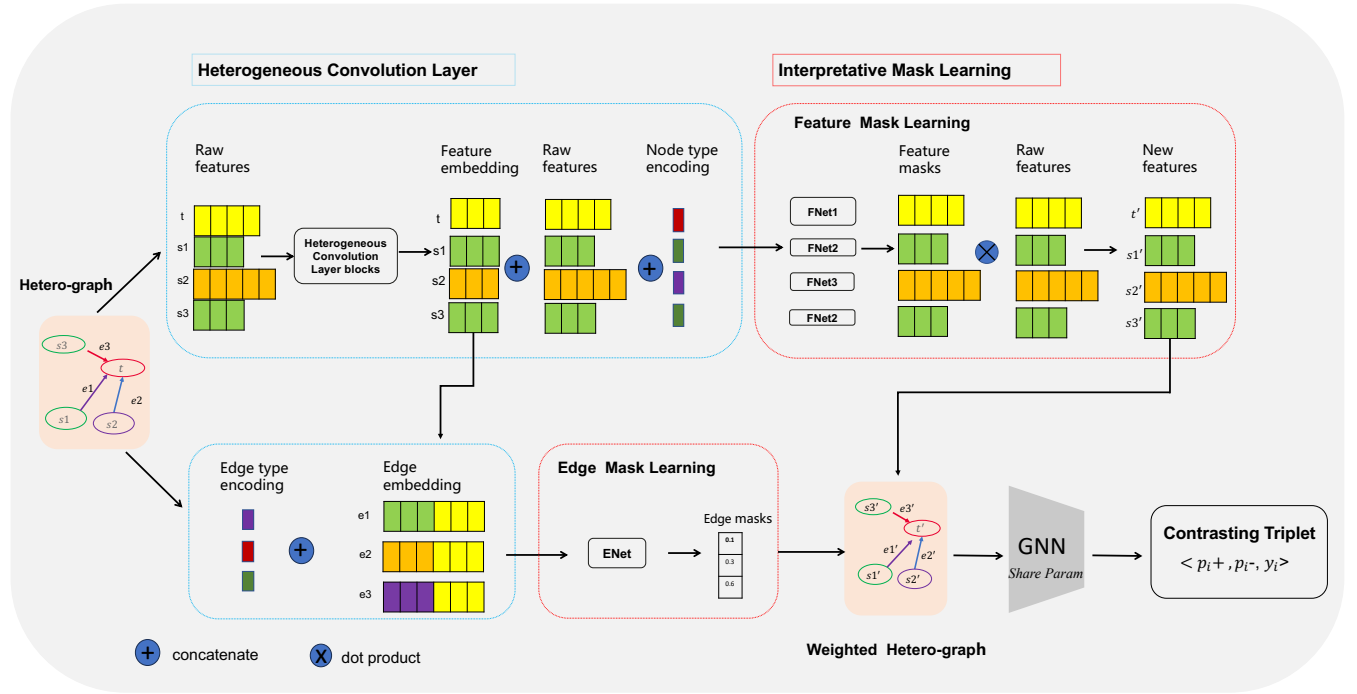 Heterogeneous Convolution Layer
Interpretative Mask Learning
Feature Mask Learning
Raw
features
Feature
embedding
Raw
features
Node type
encoding
Feature
masks
Raw
features
New
features
t
s1
s2
s3
Heterogeneous
Convolution
Layer blocks
t
s1
s2
s3
+
+
FNet1
FNet2
FNet3
FNet2
X
t′
s1′
s2′
s3′
Hetero-graph
s3
e3
t
e1
e2
s1
s2
Edge type
encoding
Edge
embedding
+
e1
e2
e3
Edge Mask Learning
ENet
Edge masks
0.1
0.3
0.6
s3′
e3′
t′
e1′
e2′
s1′
s2′
Weighted Hetero-graph
GNN
Share Param
Contrasting Triplet
< pᵢ+ , pᵢ-, yᵢ>
+ concatenate
X dot product